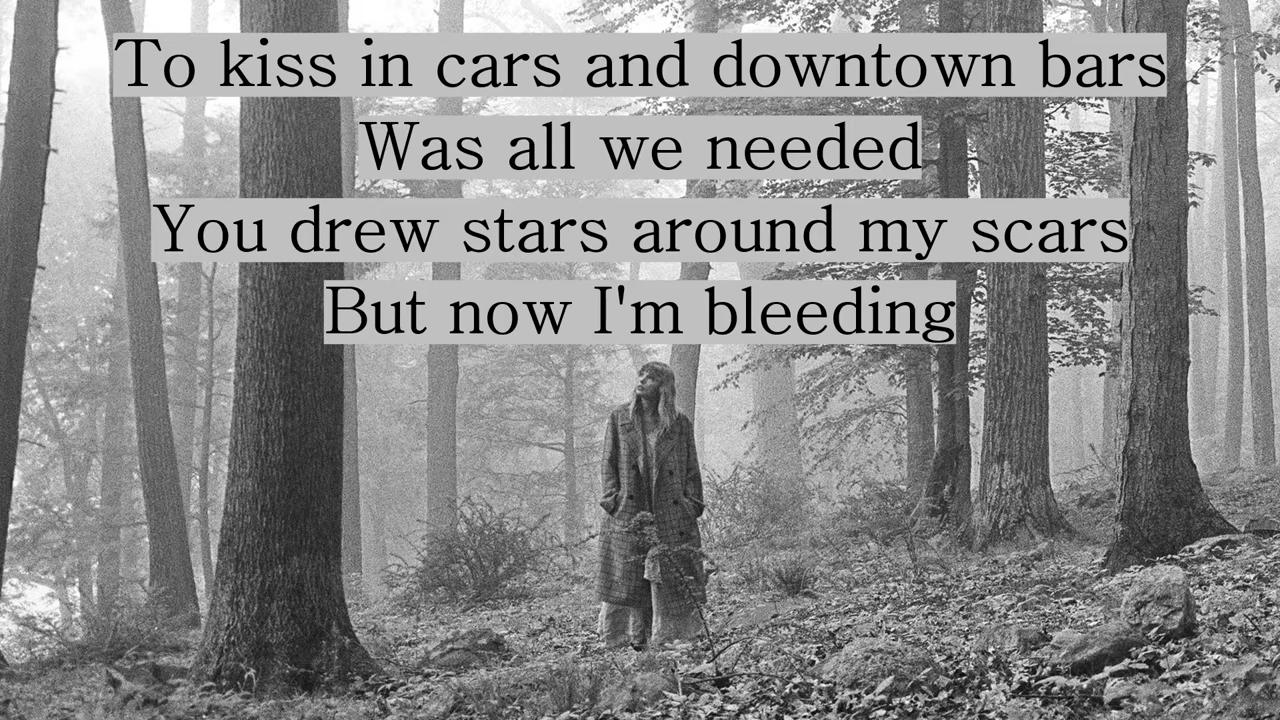 To kiss in cars and downtown bars
Was all we needed
You drew stars around my scars
But now I'm bleeding